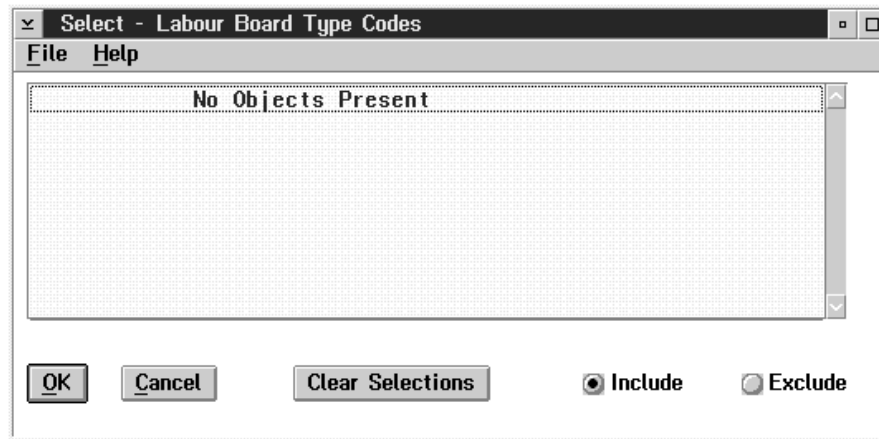 Select - Labour Board Type Codes
File Help
No Objects Present
OK Cancel Clear Selections Include Exclude